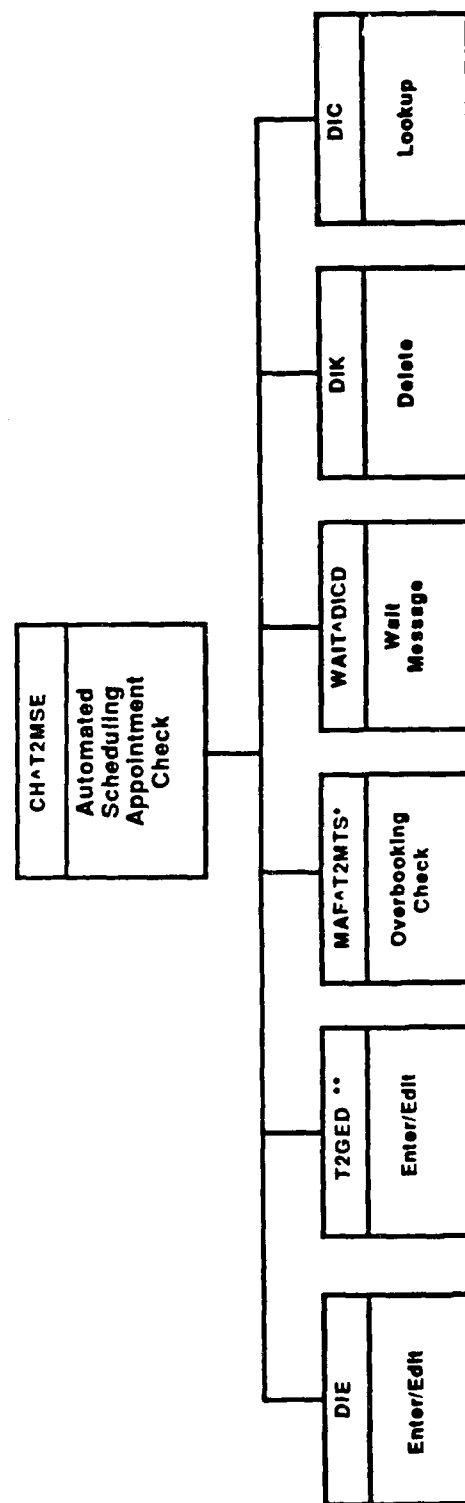 CH^T2MSE
Automated
Scheduling
Appointment
Check
DIE
Enter/Edit
T2GED **
Enter/Edit
MAF^T2MTS*
Overbooking
Check
WAIT^DICD
Wait
Message
DIK
Delete
DIC
Lookup